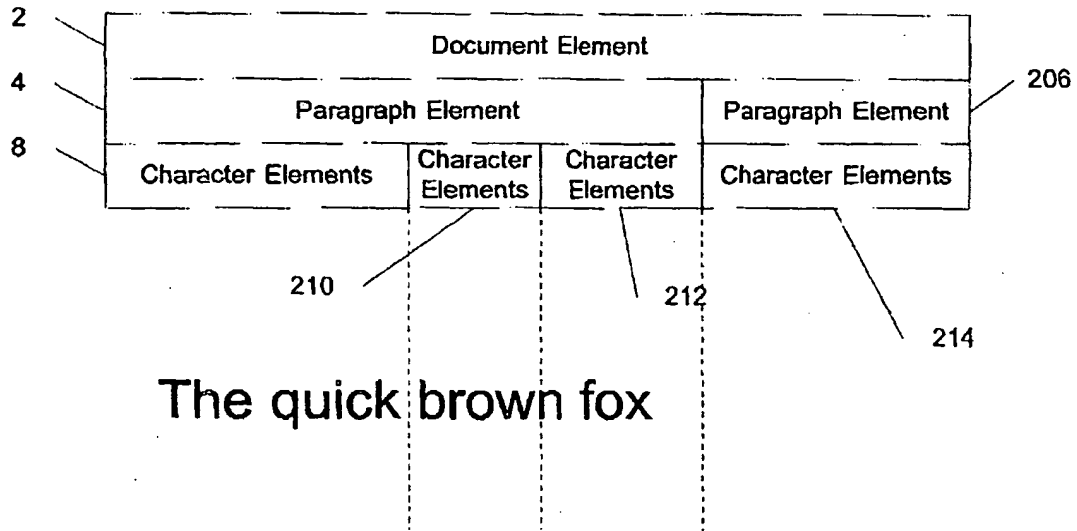 2
Document Element
4
Paragraph Element Paragraph Element
206
8
Character Elements Character Elements Character Elements Character Elements
210
212
214
The quick brown fox